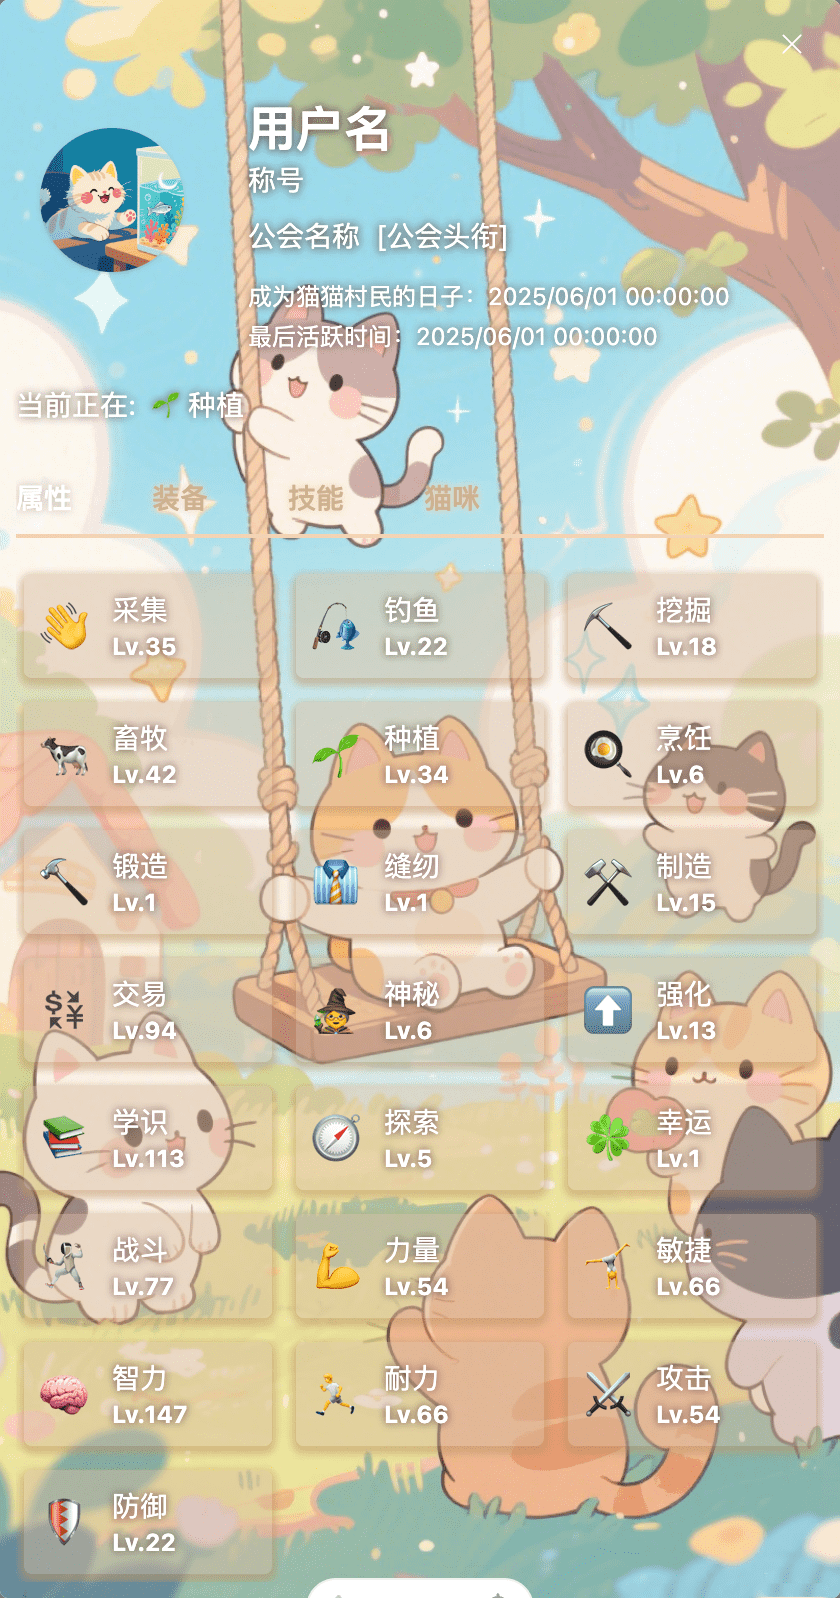 用户名
称号
公会名称 [公会头衔]
成为猫猫村民的日子：2025/06/01 00:00:00
最后活跃时间：2025/06/01 00:00:00
当前正在: 种植
属性 装备 技能 猫咪
采集 钓鱼 挖掘
Lv.35 Lv.22 Lv.18
畜牧 种植 烹饪
Lv.42 Lv.34 Lv.6
锻造 缝纫 制造
Lv.1 Lv.1 Lv.15
交易 神秘 强化
Lv.94 Lv.6 Lv.13
学识 探索 幸运
Lv.113 Lv.5 Lv.1
战斗 力量 敏捷
Lv.77 Lv.54 Lv.66
智力 耐力 攻击
Lv.147 Lv.66 Lv.54
防御
Lv.22